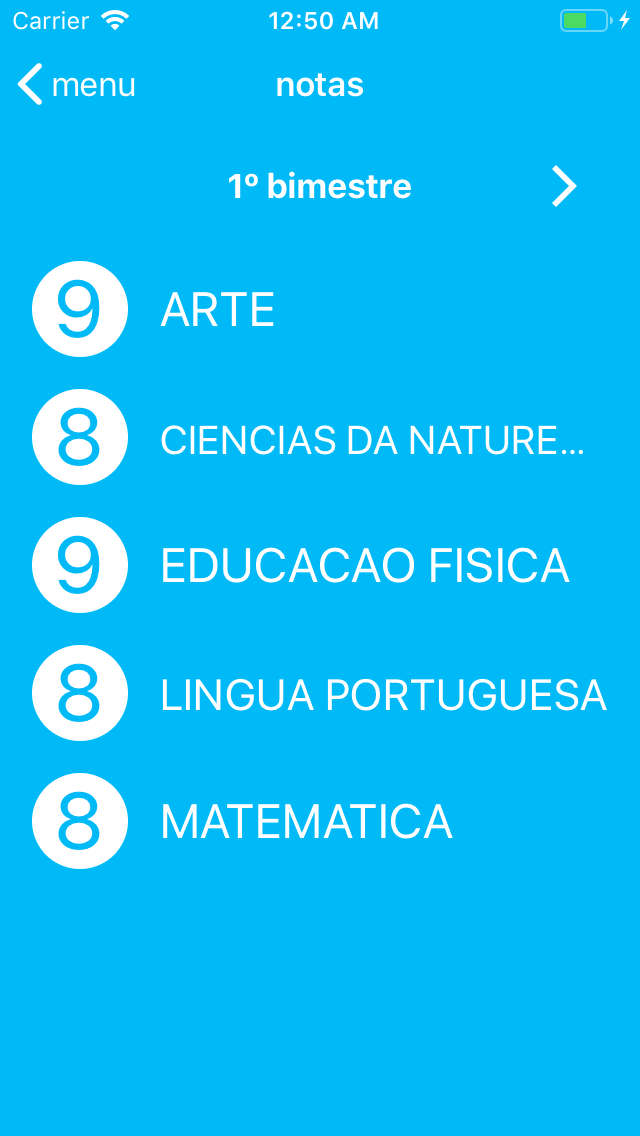 Carrier 12:50 AM
menu notas
1º bimestre
9 ARTE
8 CIENCIAS DA NATURE...
9 EDUCACAO FISICA
8 LINGUA PORTUGUESA
8 MATEMATICA